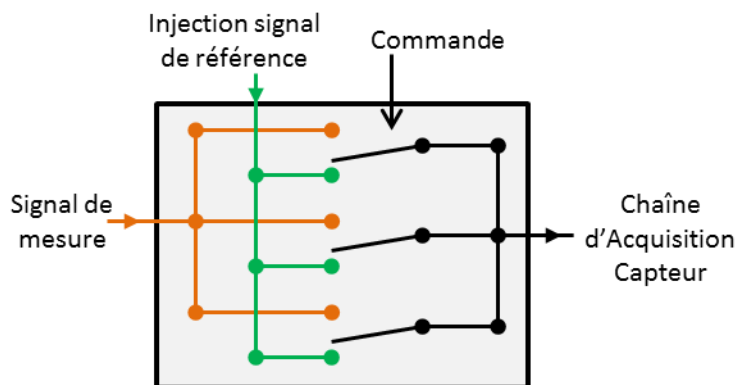 Injection signal
de référence
Commande
Signal de
mesure
Chaîne
d'Acquisition
Capteur